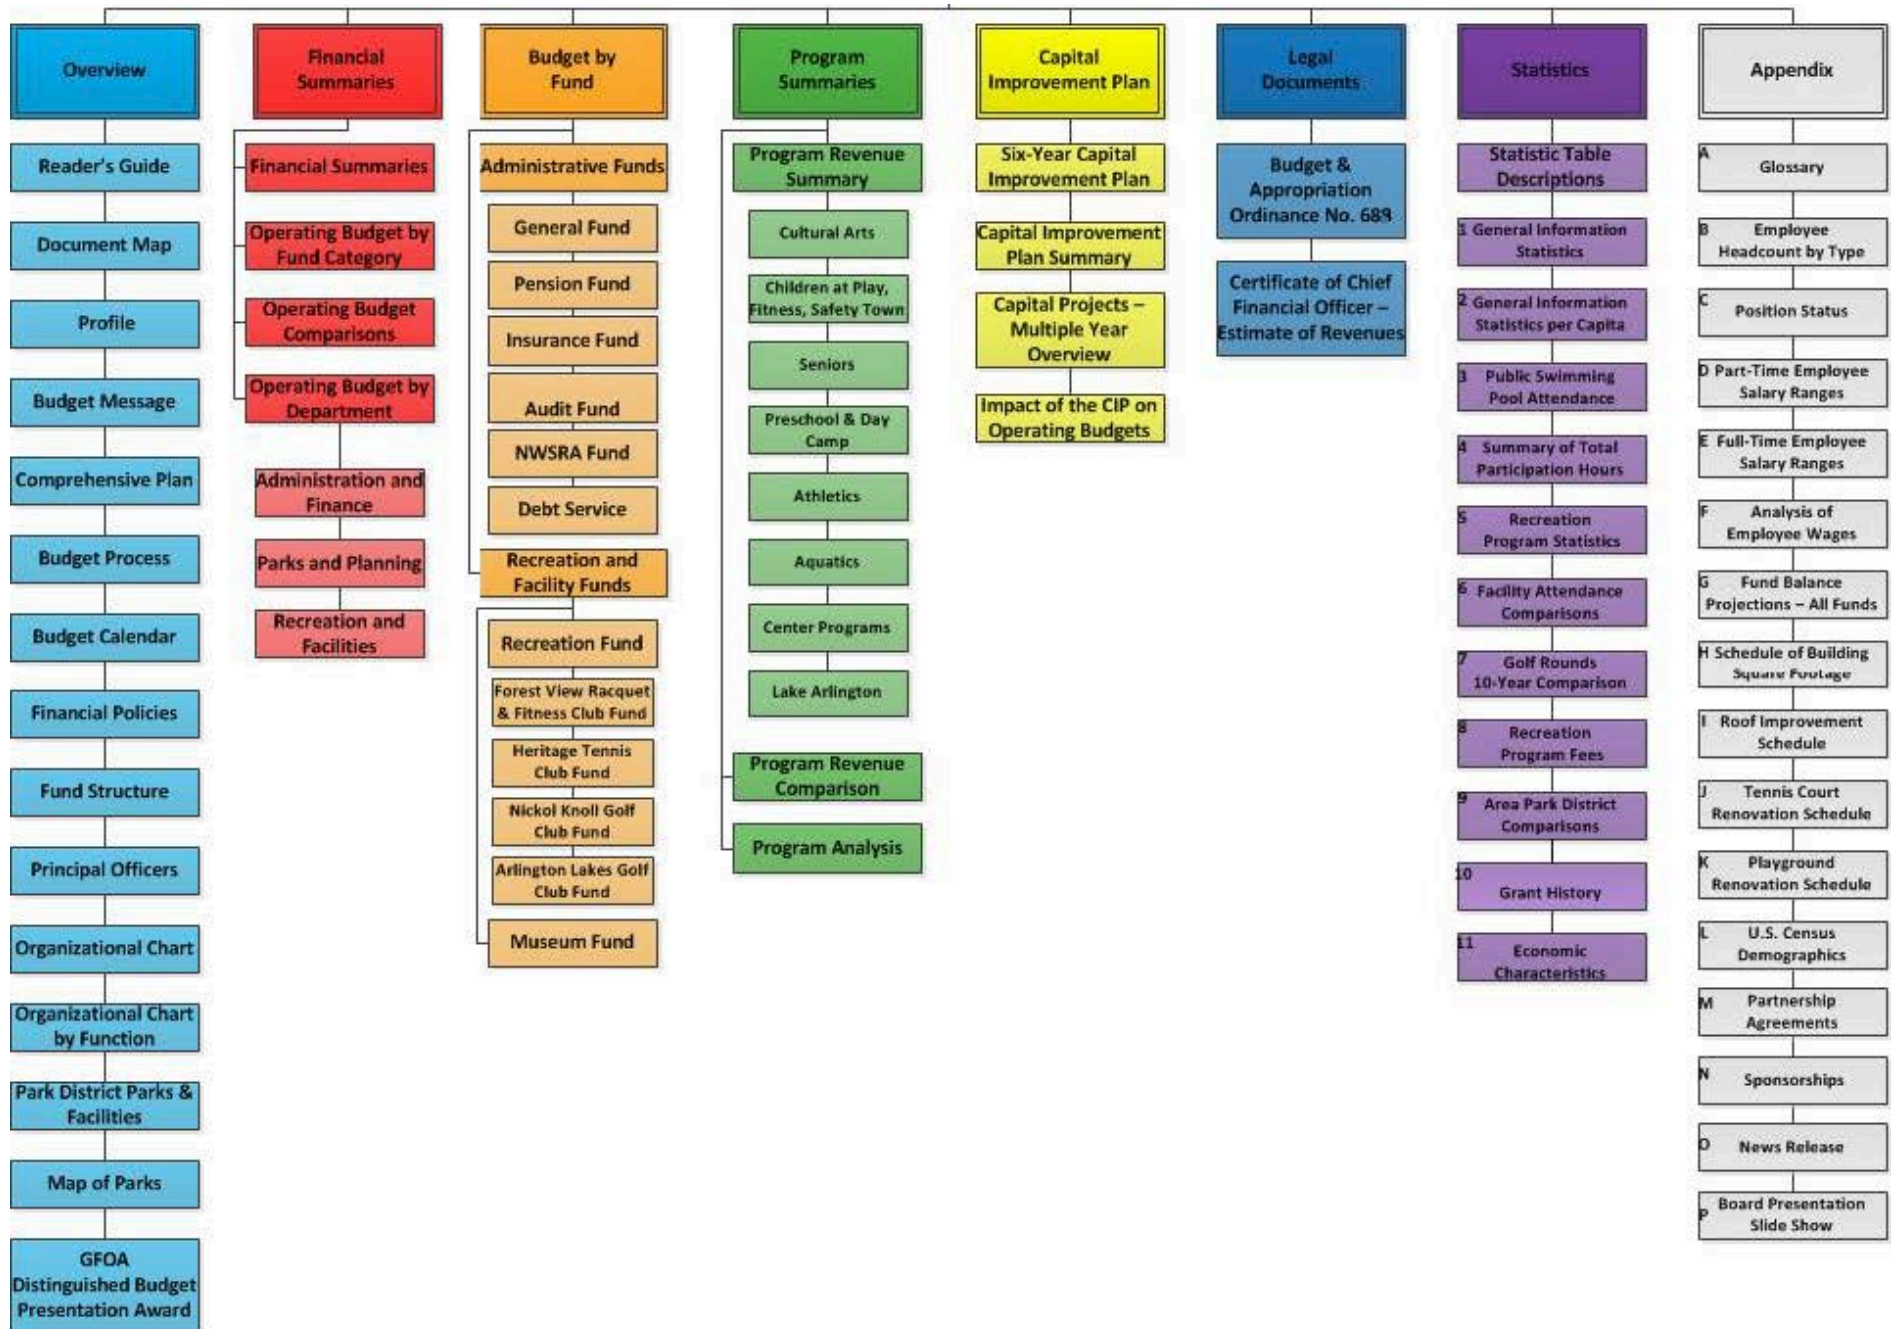 Overview
Reader's Guide
Document Map
Profile
Budget Message
Comprehensive Plan
Budget Process
Budget Calendar
Financial Policies
Fund Structure
Principal Officers
Organizational Chart
Organizational Chart
by Function
Park District Parks &
Facilities
Map of Parks
GFOA
Distinguished Budget
Presentation Award
Financial
Summaries
Financial Summaries
Operating Budget by
Fund Category
Operating Budget
Comparisons
Operating Budget by
Department
Administration and
Finance
Parks and Planning
Recreation and
Facilities
Budget by
Fund
Administrative Funds
General Fund
Pension Fund
Insurance Fund
Audit Fund
NWSRA Fund
Debt Service
Recreation and
Facility Funds
Recreation Fund
Forest View Racquet
& Fitness Club Fund
Heritage Tennis
Club Fund
Nickol Knoll Golf
Club Fund
Arlington Lakes Golf
Club Fund
Museum Fund
Program
Summaries
Program Revenue
Summary
Cultural Arts
Children at Play,
Fitness, Safety Town
Seniors
Preschool & Day
Camp
Athletics
Aquatics
Center Programs
Lake Arlington
Program Revenue
Comparison
Program Analysis
Capital
Improvement Plan
Six-Year Capital
Improvement Plan
Capital Improvement
Plan Summary
Capital Projects –
Multiple Year
Overview
Impact of the CIP on
Operating Budgets
Legal
Documents
Budget &
Appropriation
Ordinance No.
Certificate of Chief
Financial Officer –
Estimate of Revenues
Statistics
Statistic Table
Descriptions
1 General Information
Statistics
2 General Information
Statistics per Capita
3 Public Swimming
Pool Attendance
4 Summary of Total
Participation Hours
5 Recreation
Program Statistics
6 Facility Attendance
Comparisons
7 Golf Rounds
10-Year Comparison
8 Recreation
Program Fees
9 Area Park District
Comparisons
10
Grant History
11
Economic
Characteristics
Appendix
A
Glossary
B Employee
Headcount by Type
C
Position Status
D Part-Time Employee
Salary Ranges
E Full-Time Employee
Salary Ranges
F Analysis of
Employee Wages
G Fund Balance
Projections – All Funds
H Schedule of Building
Square Footage
I Roof Improvement
Schedule
J Tennis Court
Renovation Schedule
K Playground
Renovation Schedule
L U.S. Census
Demographics
M Partnership
Agreements
N Sponsorships
O News Release
P Board Presentation
Slide Show